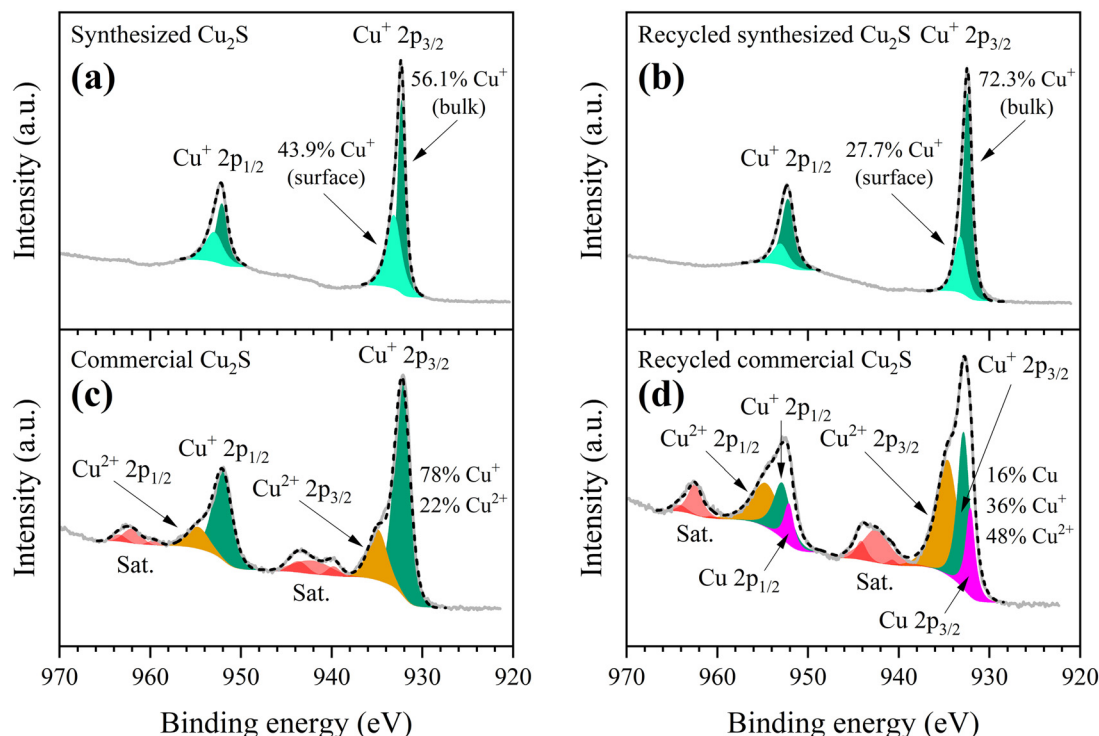 Synthesized Cu₂S
Cu⁺ 2p₃/₂
(a)
56.1% Cu⁺
(bulk)
43.9% Cu⁺
(surface)
Cu⁺ 2p₁/₂
Intensity (a.u.)
Recycled synthesized Cu₂S
Cu⁺ 2p₃/₂
(b)
72.3% Cu⁺
(bulk)
27.7% Cu⁺
(surface)
Cu⁺ 2p₁/₂
Intensity (a.u.)
Commercial Cu₂S
Cu⁺ 2p₃/₂
(c)
Cu⁺ 2p₁/₂
Cu²⁺ 2p₁/₂
Cu²⁺ 2p₃/₂
78% Cu⁺
22% Cu²⁺
Sat.
Sat.
Intensity (a.u.)
970 960 950 940 930 920
Binding energy (eV)
Recycled commercial Cu₂S
Cu⁺ 2p₃/₂
(d)
Cu⁺ 2p₁/₂
Cu²⁺ 2p₁/₂
Cu²⁺ 2p₃/₂
16% Cu
36% Cu⁺
48% Cu²⁺
Sat.
Sat.
Cu 2p₁/₂
Cu 2p₃/₂
Intensity (a.u.)
970 960 950 940 930 920
Binding energy (eV)